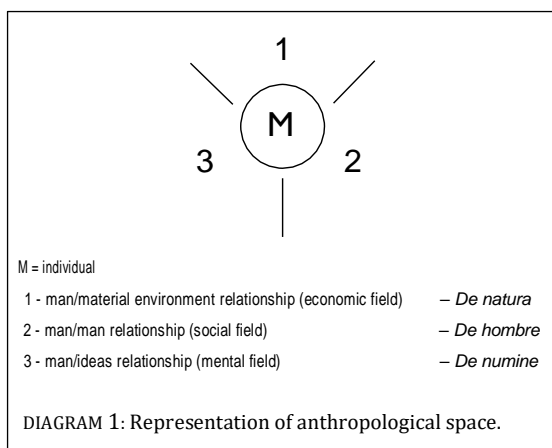 1
M
3
2
M = individual
1 - man/material environment relationship (economic field) – De natura
2 - man/man relationship (social field) – De hombre
3 - man/ideas relationship (mental field) – De numine
DIAGRAM 1: Representation of anthropological space.